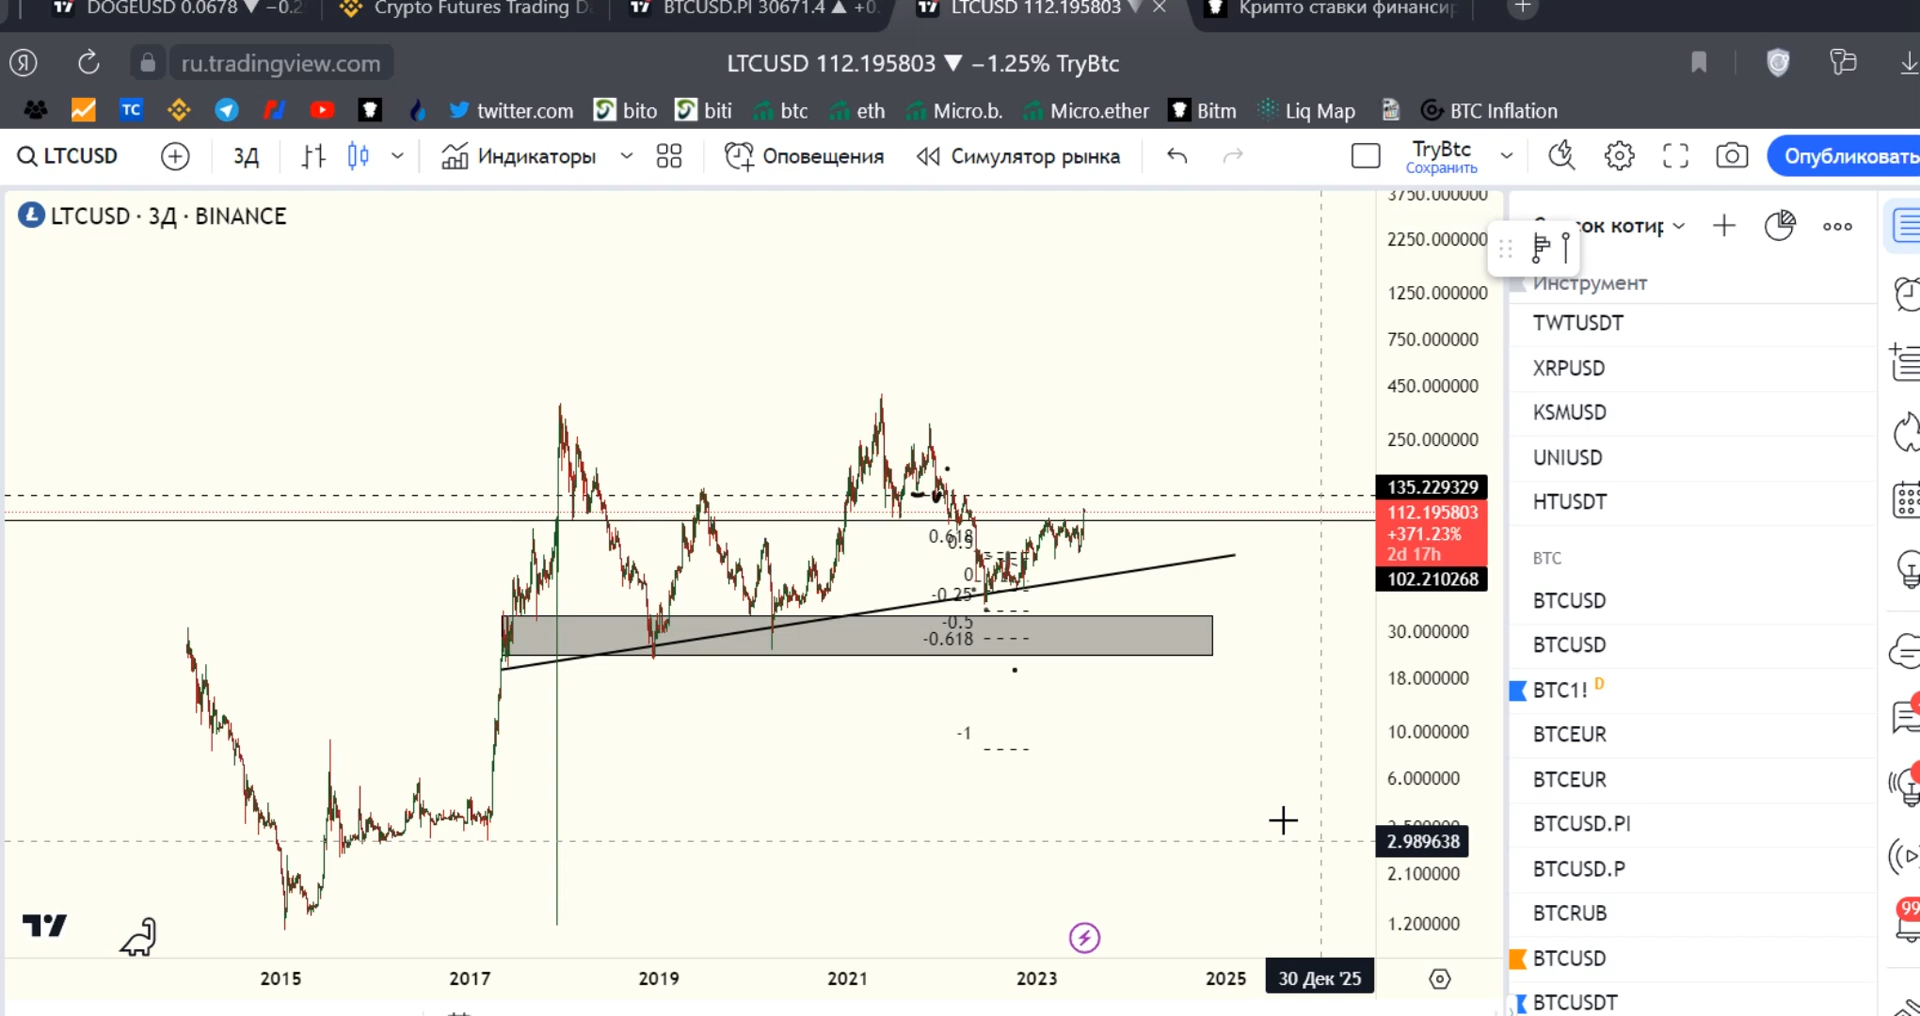 DOGEUSD 0.0678 ▼ −0.2
Crypto Futures Trading Da
BTCUSD.PI 30671.4 ▲ +0.
LTCUSD 112.195803 ▼
Крипто ставки финансир
ru.tradingview.com
LTCUSD 112.195803 ▼ −1.25% TryBtc
TC
twitter.com
bito
biti
btc
eth
Micro.b.
Micro.ether
Bitm
Liq Map
BTC Inflation
LTCUSD
3Д
Индикаторы
Оповещения
Симулятор рынка
TryBtc
Сохранить
Опубликовать
LTCUSD · 3Д · BINANCE
3750.000000
2250.000000
1250.000000
750.000000
450.000000
250.000000
135.229329
112.195803
+371.23%
2d 17h
102.210268
30.000000
18.000000
10.000000
6.000000
2.989638
2.100000
1.200000
0.618
0.5
0
-0.25
-0.5
-0.618
-1
2015
2017
2019
2021
2023
2025
30 Дек '25
ок котир
Инструмент
TWTUSDT
XRPUSD
KSMUSD
UNIUSD
HTUSDT
BTC
BTCUSD
BTCUSD
BTC1! D
BTCEUR
BTCEUR
BTCUSD.PI
BTCUSD.P
BTCRUB
BTCUSD
BTCUSDT
99